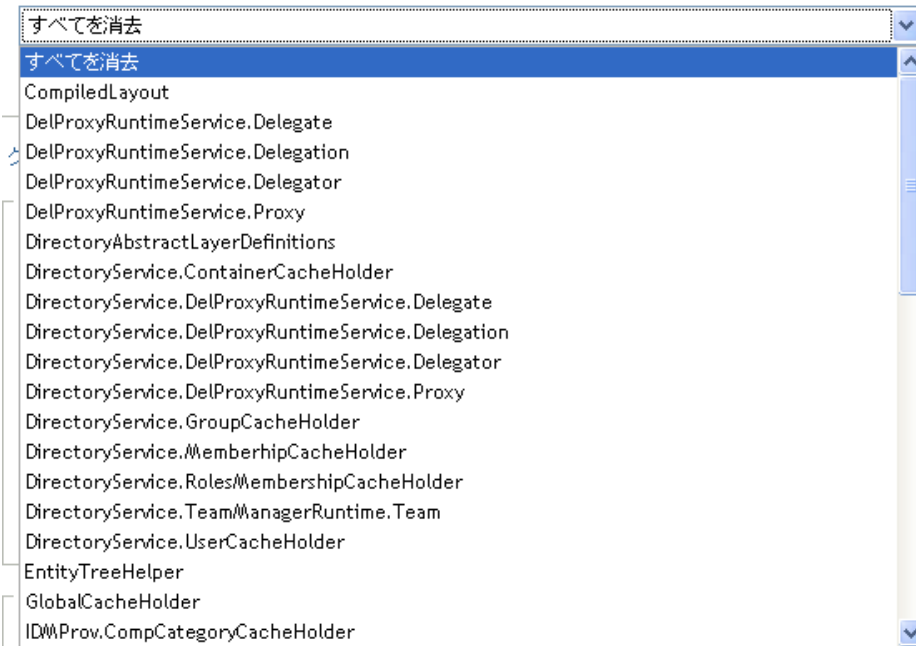 すべてを消去
すべてを消去
CompiledLayout
DelProxyRuntimeService.Delegate
DelProxyRuntimeService.Delegation
DelProxyRuntimeService.Delegator
DelProxyRuntimeService.Proxy
DirectoryAbstractLayerDefinitions
DirectoryService.ContainerCacheHolder
DirectoryService.DelProxyRuntimeService.Delegate
DirectoryService.DelProxyRuntimeService.Delegation
DirectoryService.DelProxyRuntimeService.Delegator
DirectoryService.DelProxyRuntimeService.Proxy
DirectoryService.GroupCacheHolder
DirectoryService.MemberhipCacheHolder
DirectoryService.RolesMembershipCacheHolder
DirectoryService.TeamManagerRuntime.Team
DirectoryService.UserCacheHolder
EntityTreeHelper
GlobalCacheHolder
IDMProv.CompCategoryCacheHolder